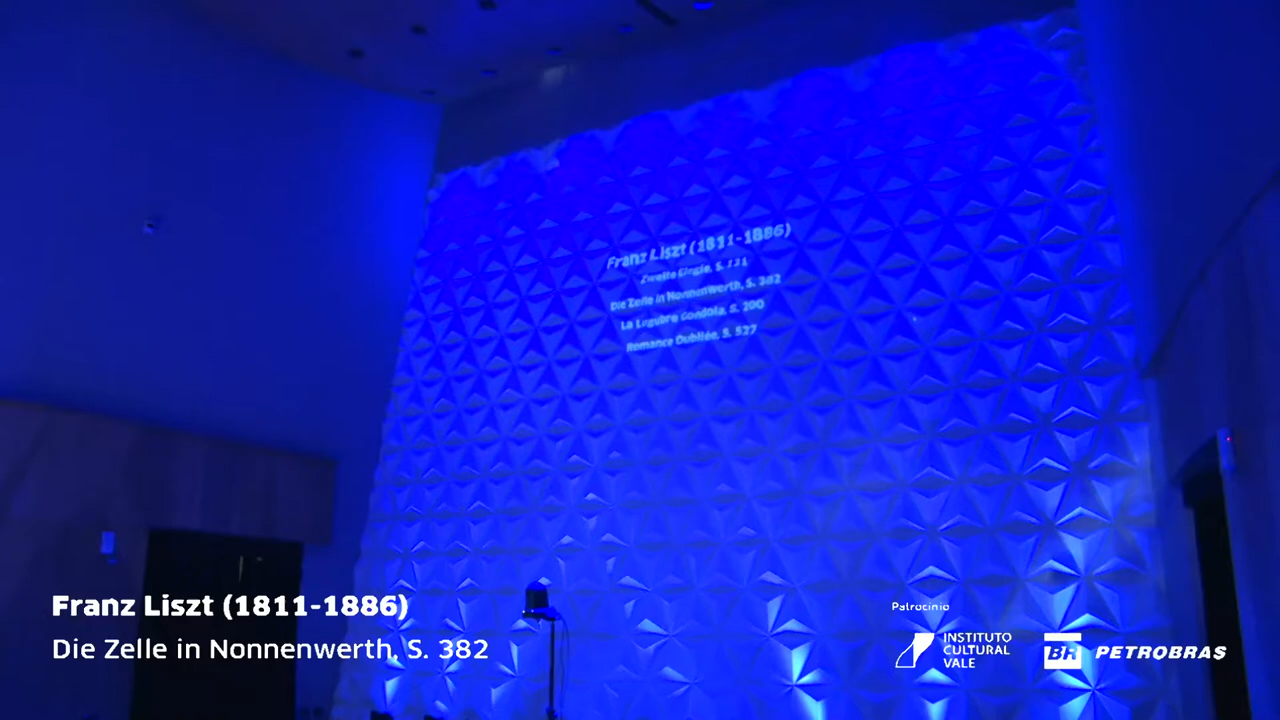 Franz Liszt (1811-1886)
Zweite Elegie, S. 131
Die Zelle in Nonnenwerth, S. 382
La Lugubre Gondola, S. 200
Romance Oubliée, S. 527
Franz Liszt (1811-1886)
Die Zelle in Nonnenwerth, S. 382
Patrocínio
INSTITUTO
CULTURAL
VALE
BR PETROBRAS